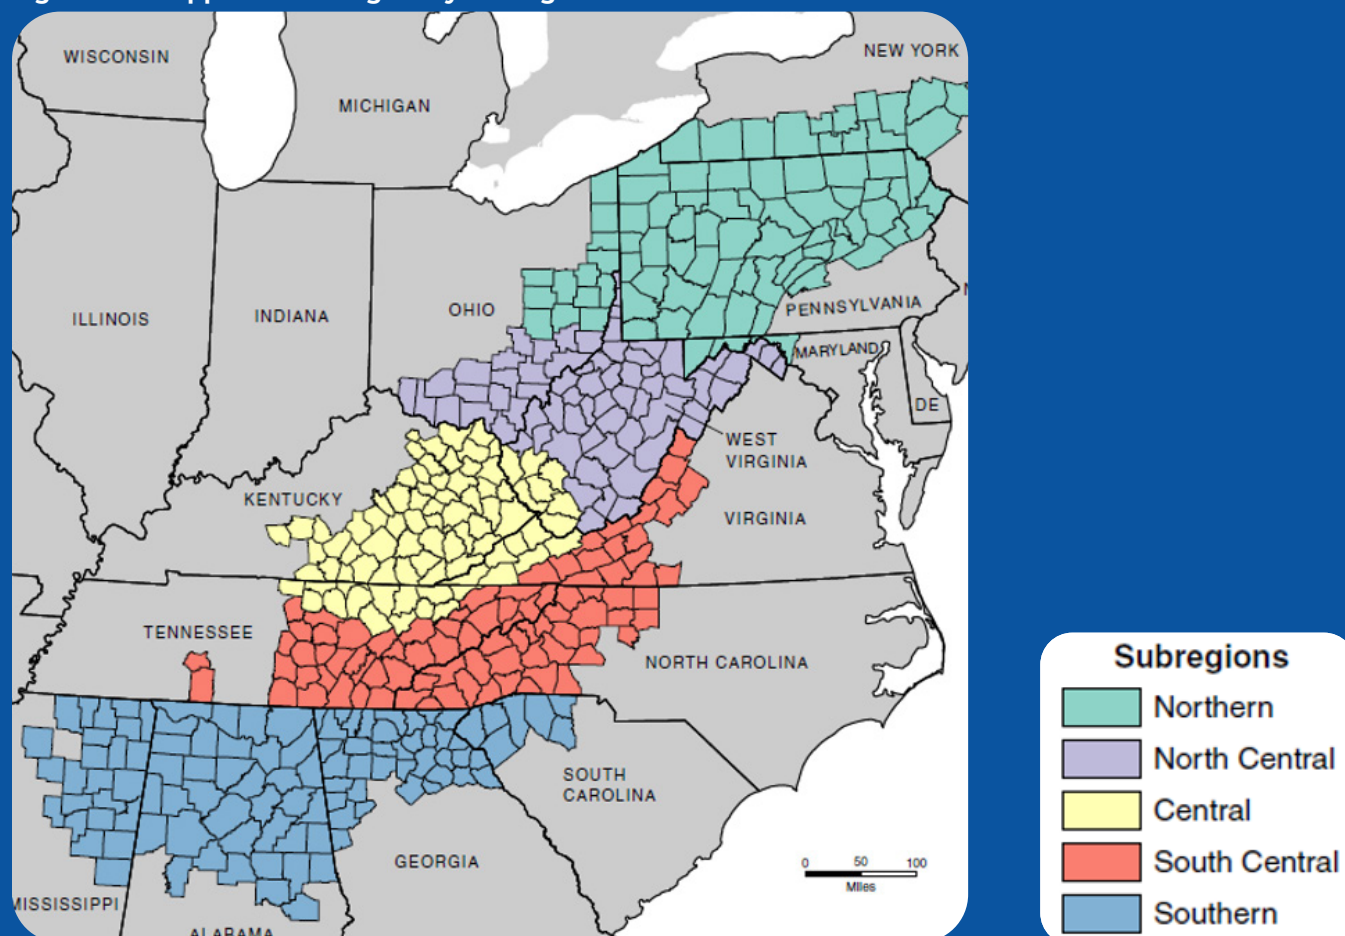 WISCONSIN
MICHIGAN
NEW YORK
ILLINOIS
INDIANA
OHIO
PENNSYLVANIA
MARYLAND
DE
WEST
VIRGINIA
KENTUCKY
VIRGINIA
TENNESSEE
NORTH CAROLINA
SOUTH
CAROLINA
GEORGIA
MISSISSIPPI
ALABAMA
0 50 100
Miles
Subregions
Northern
North Central
Central
South Central
Southern